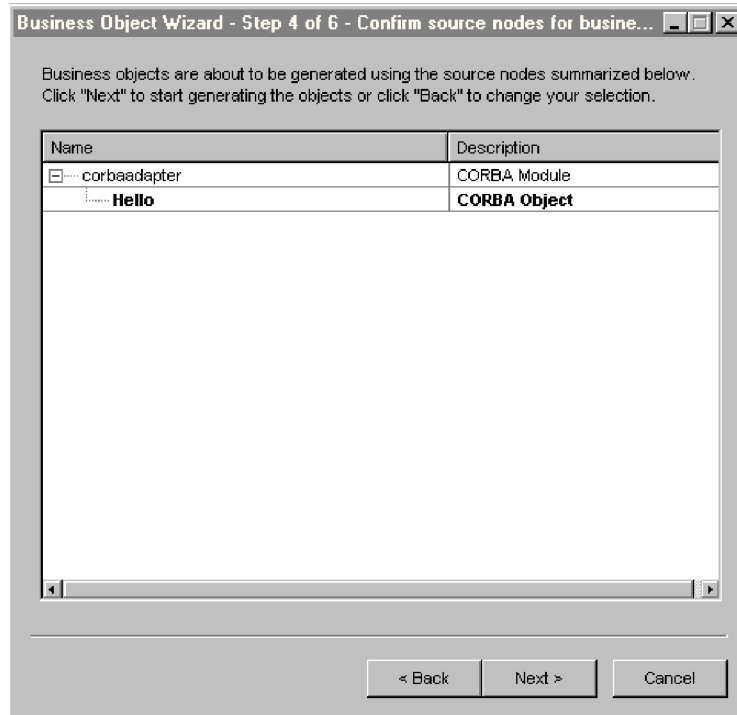 Business Object Wizard - Step 4 of 6 - Confirm source nodes for busine...
Business objects are about to be generated using the source nodes summarized below.
Click "Next" to start generating the objects or click "Back" to change your selection.
Name Description
corbaadapter CORBA Module
Hello CORBA Object
< Back Next > Cancel